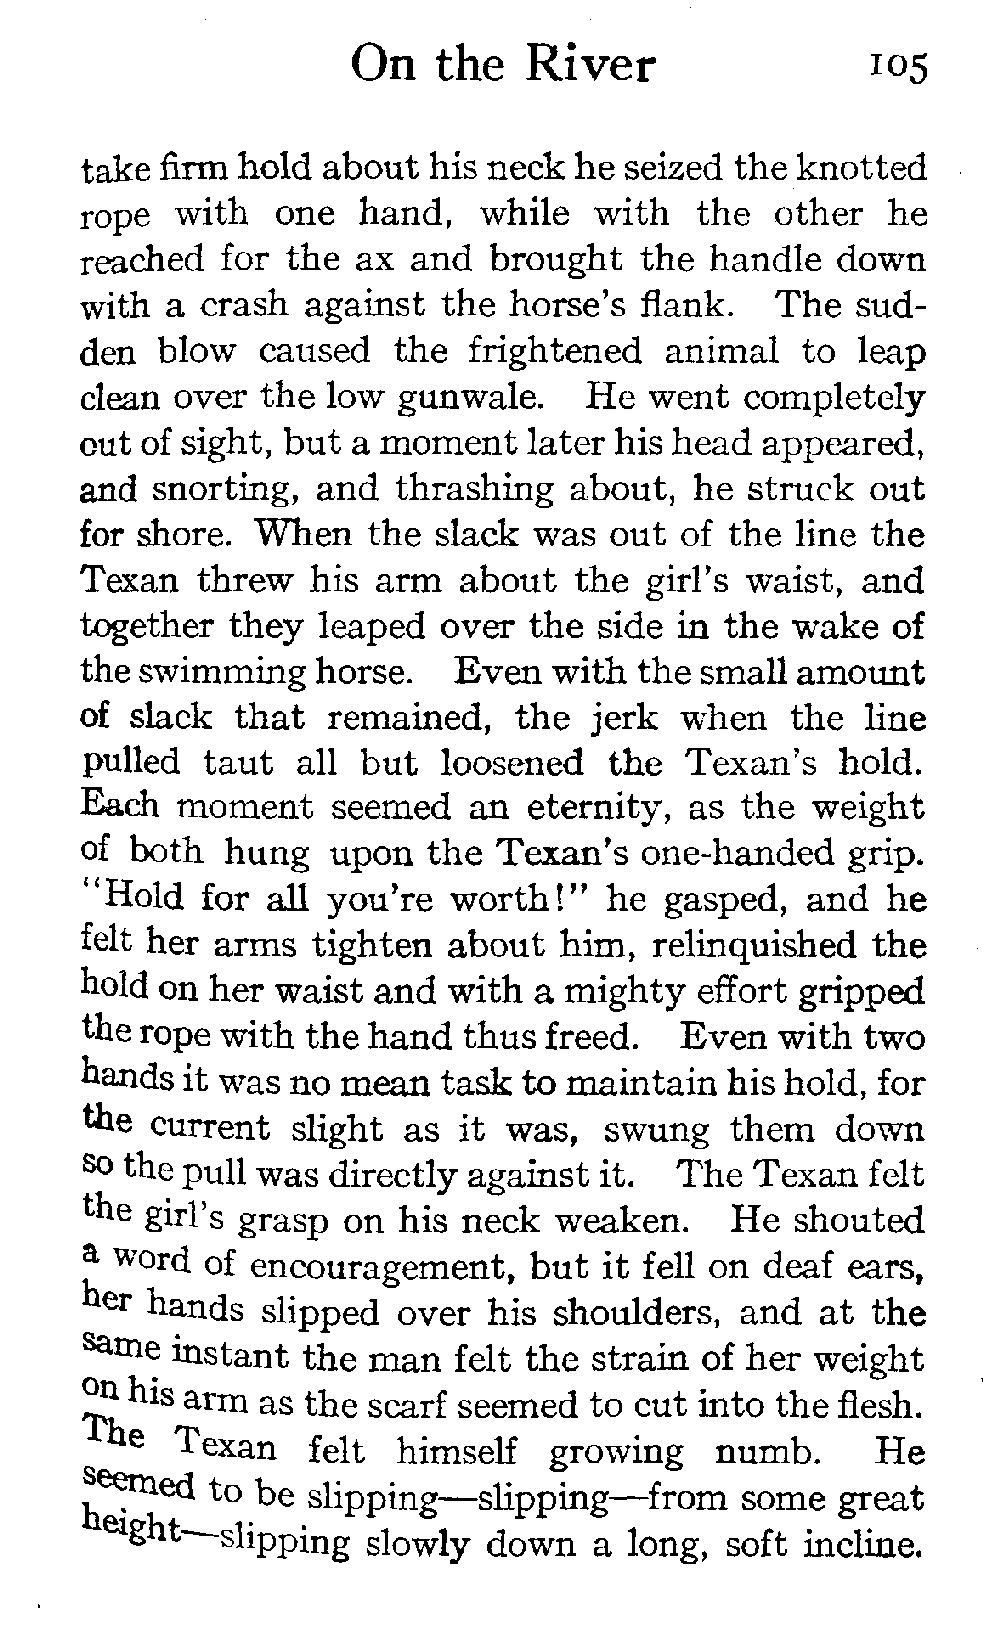 On the River 105
take firm hold about his neck he seized the knotted
rope with one hand, while with the other he
reached for the ax and brought the handle down
with a crash against the horse's flank. The sud-
den blow caused the frightened animal to leap
clean over the low gunwale. He went completely
out of sight, but a moment later his head appeared,
and snorting, and thrashing about, he struck out
for shore. When the slack was out of the line the
Texan threw his arm about the girl's waist, and
together they leaped over the side in the wake of
the swimming horse. Even with the small amount
of slack that remained, the jerk when the line
pulled taut all but loosened the Texan's hold.
Each moment seemed an eternity, as the weight
of both hung upon the Texan's one-handed grip.
"Hold for all you're worth!" he gasped, and he
felt her arms tighten about him, relinquished the
hold on her waist and with a mighty effort gripped
the rope with the hand thus freed. Even with two
hands it was no mean task to maintain his hold, for
the current slight as it was, swung them down
so the pull was directly against it. The Texan felt
the girl's grasp on his neck weaken. He shouted
a word of encouragement, but it fell on deaf ears,
her hands slipped over his shoulders, and at the
same instant the man felt the strain of her weight
on his arm as the scarf seemed to cut into the flesh.
The Texan felt himself growing numb. He
seemed to be slipping—slipping—from some great
height—slipping slowly down a long, soft incline.